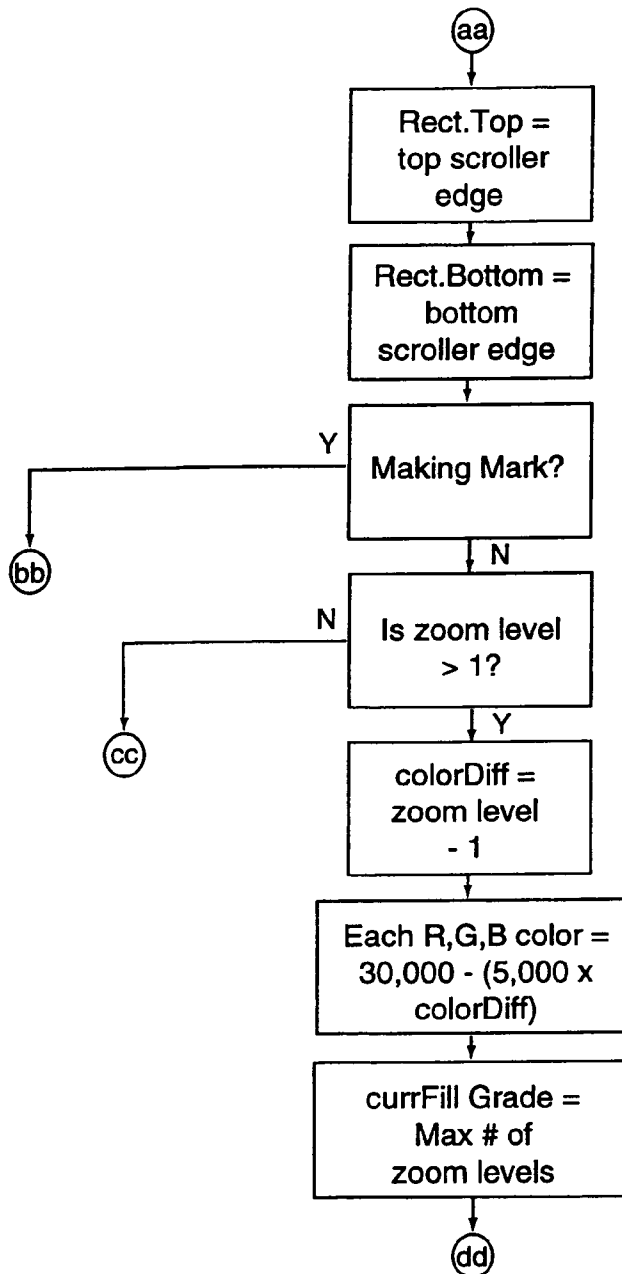 aa
Rect.Top =
top scroller
edge
Rect.Bottom =
bottom
scroller edge
Y
Making Mark?
bb
N
N
Is zoom level
> 1?
cc
Y
colorDiff =
zoom level
- 1
Each R,G,B color =
30,000 - (5,000 x
colorDiff)
currFill Grade =
Max # of
zoom levels
dd